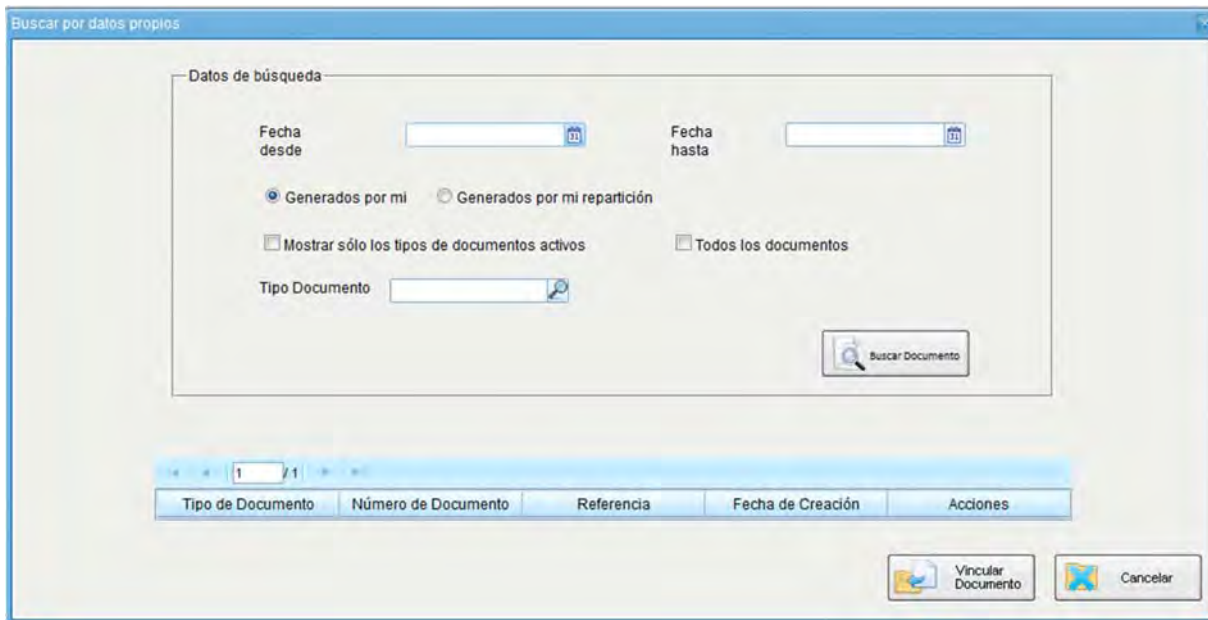 Buscar por datos propios
Datos de búsqueda
Fecha desde
Fecha hasta
Generados por mi
Generados por mi repartición
Mostrar sólo los tipos de documentos activos
Todos los documentos
Tipo Documento
Buscar Documento
1 / 1
Tipo de Documento
Número de Documento
Referencia
Fecha de Creación
Acciones
Vincular
Documento
Cancelar